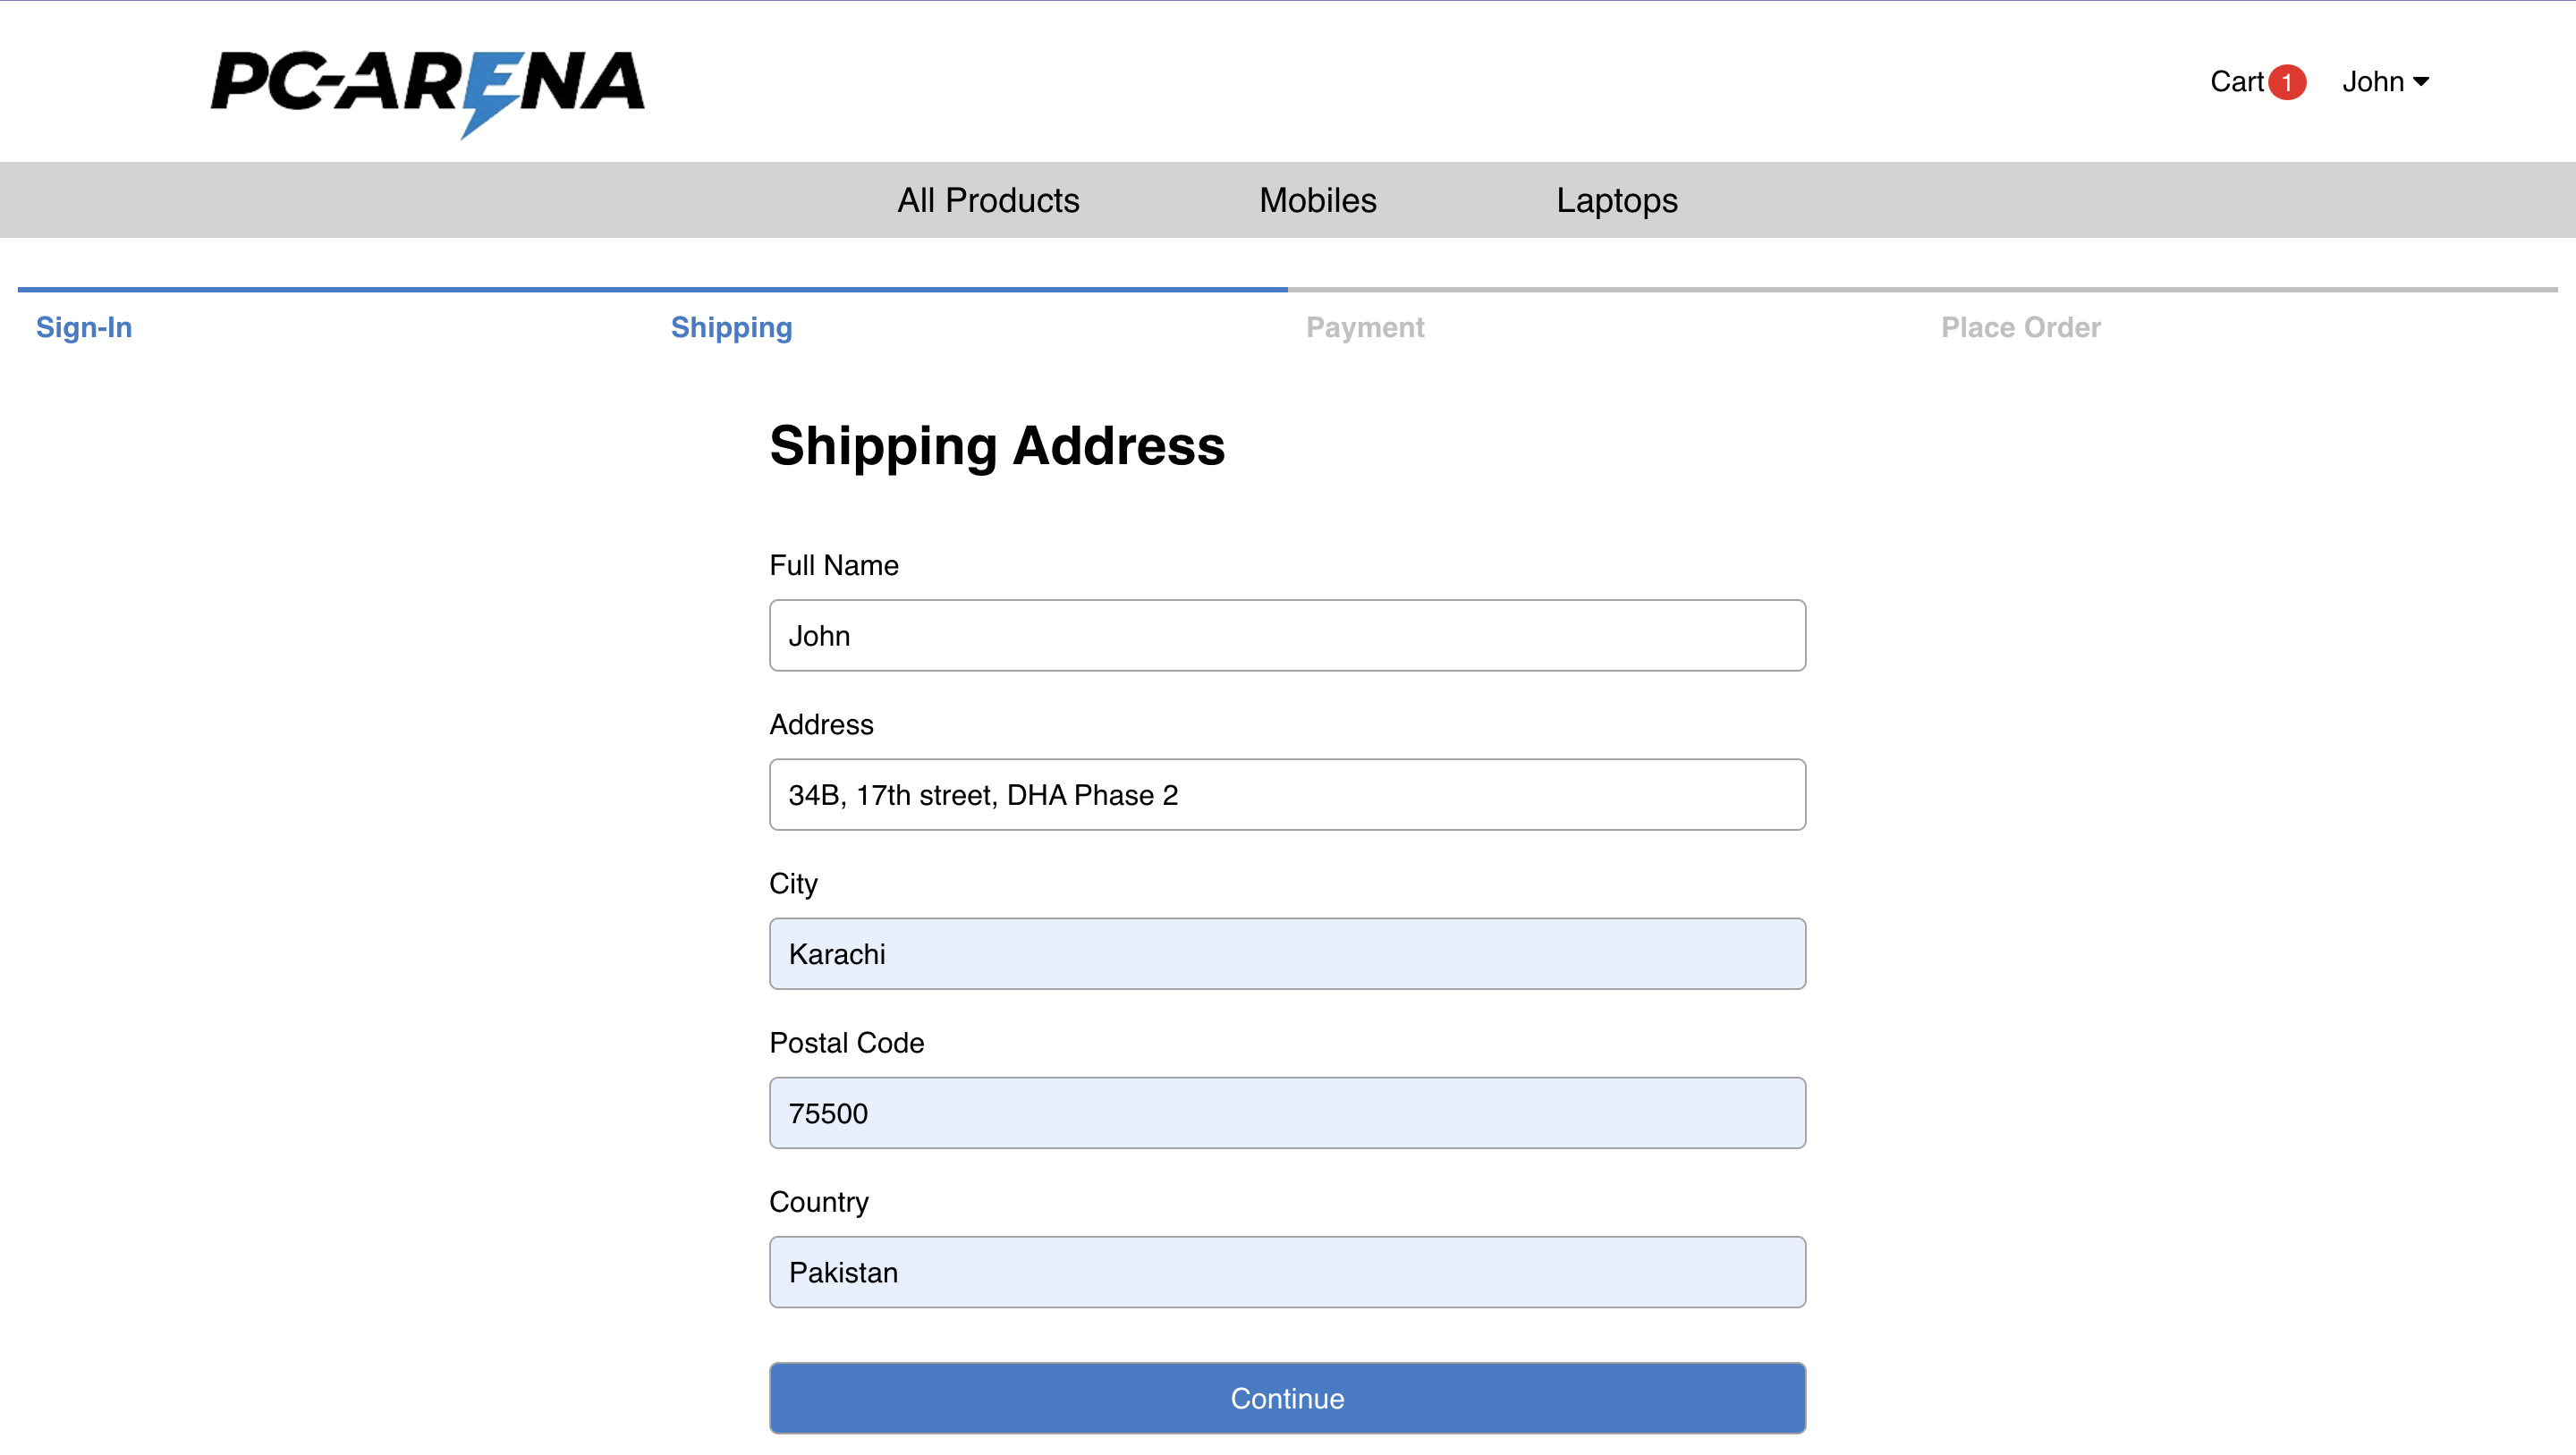 PC-ARENA
Cart 1 John
All Products Mobiles Laptops
Sign-In Shipping Payment Place Order
Shipping Address
Full Name
John
Address
34B, 17th street, DHA Phase 2
City
Karachi
Postal Code
75500
Country
Pakistan
Continue